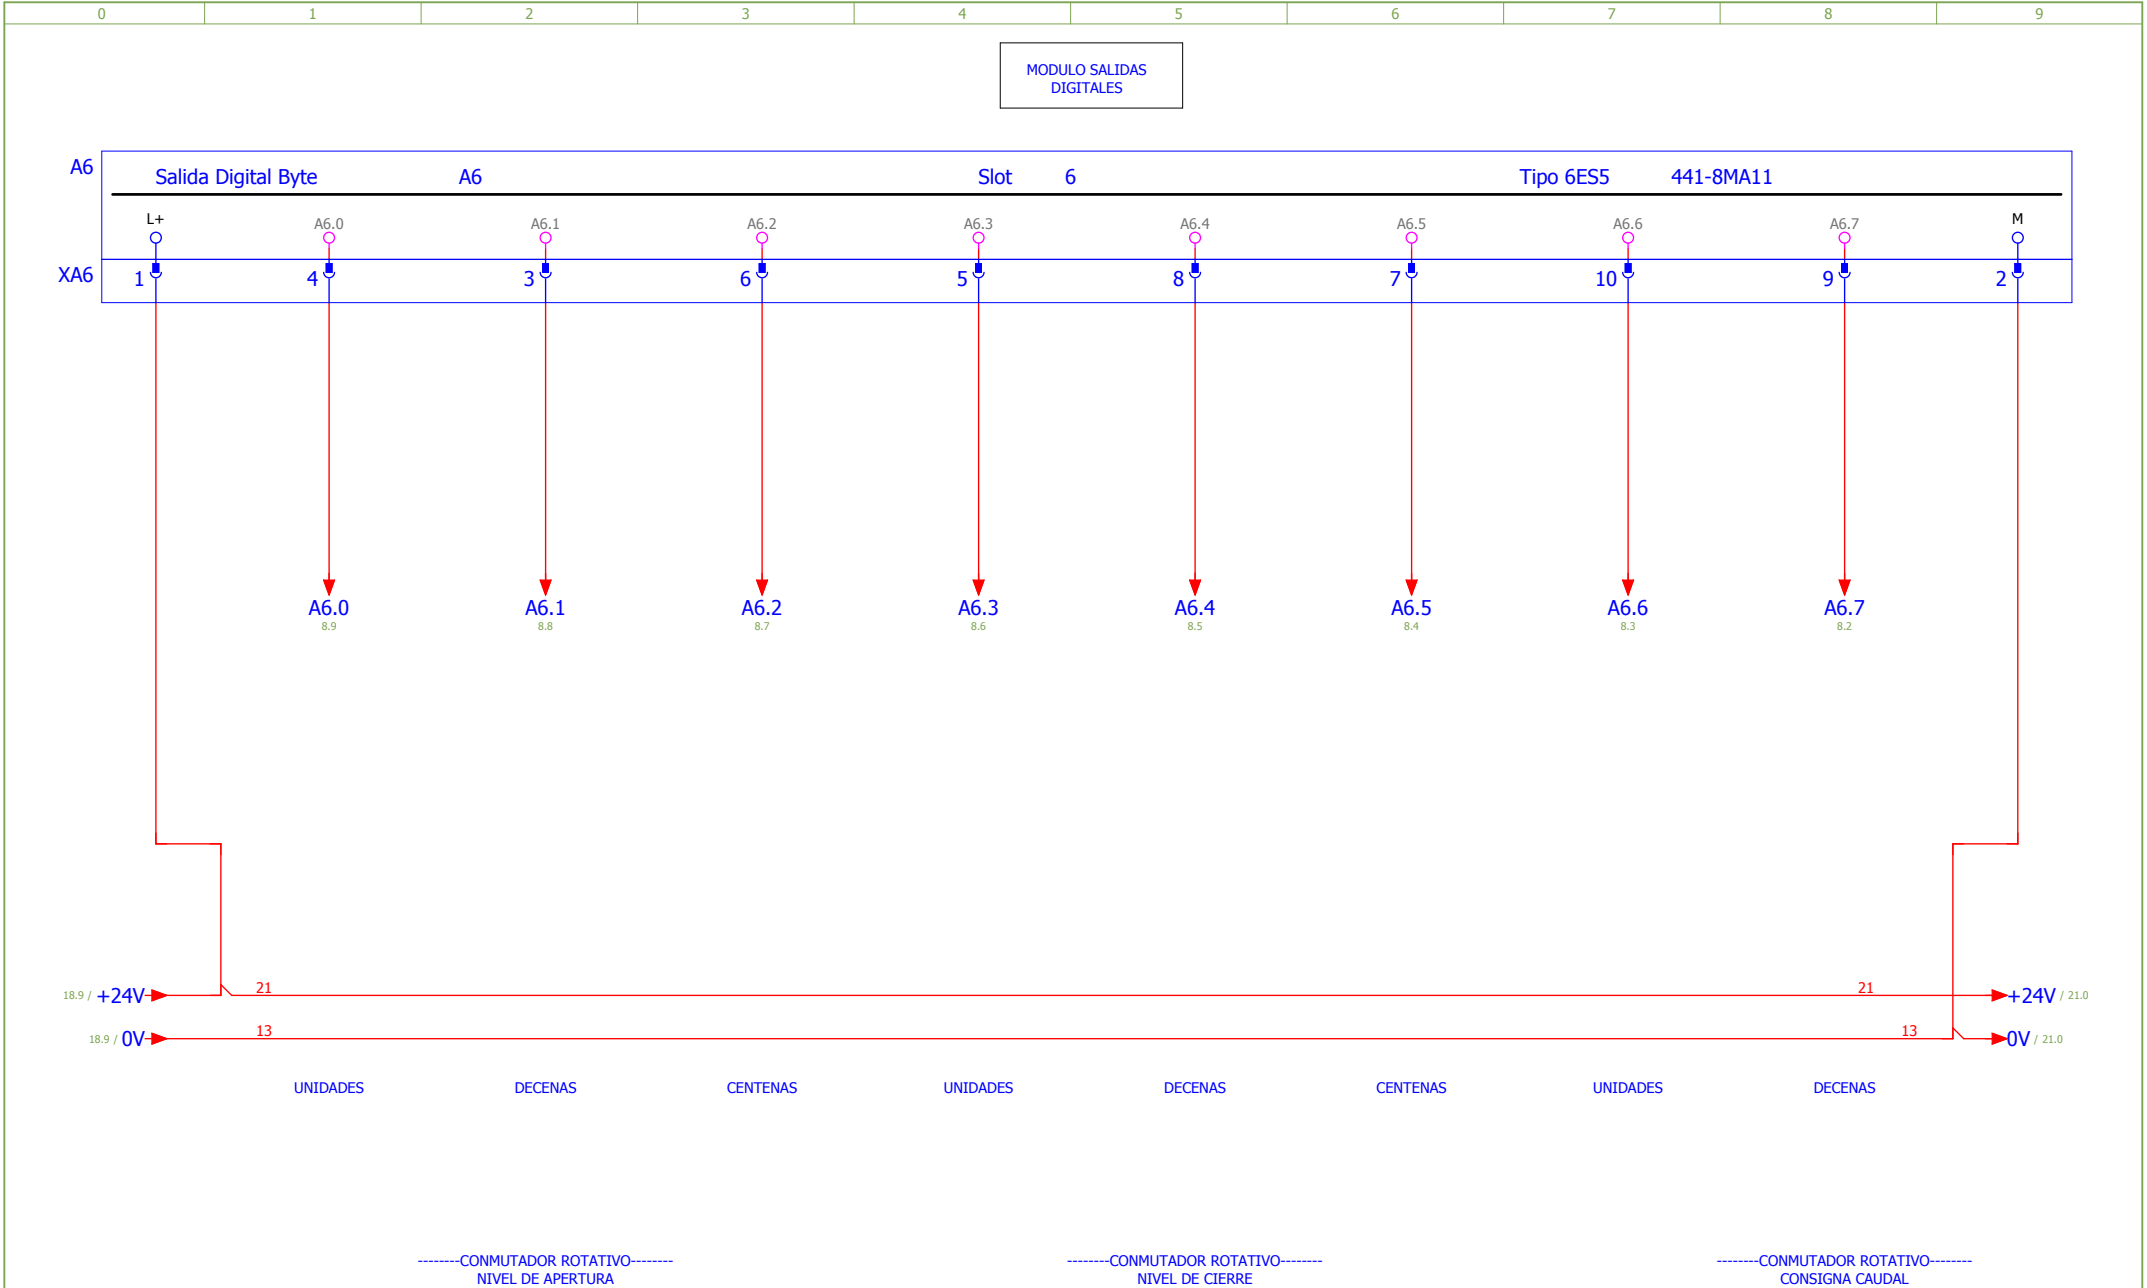 0 1 2 3 4 5 6 7 8 9
MODULO SALIDAS
DIGITALES
A6
Salida Digital Byte A6 Slot 6 Tipo 6ES5 441-8MA11
L+ A6.0 A6.1 A6.2 A6.3 A6.4 A6.5 A6.6 A6.7 M
XA6 1 4 3 6 5 8 7 10 9 2
A6.0 A6.1 A6.2 A6.3 A6.4 A6.5 A6.6 A6.7
8.9 8.8 8.7 8.6 8.5 8.4 8.3 8.2
18.9 / +24V 21 21 +24V / 21.0
18.9 / 0V 13 13 0V / 21.0
UNIDADES DECENAS CENTENAS UNIDADES DECENAS CENTENAS UNIDADES DECENAS
--------CONMUTADOR ROTATIVO-------- --------CONMUTADOR ROTATIVO-------- --------CONMUTADOR ROTATIVO--------
NIVEL DE APERTURA NIVEL DE CIERRE CONSIGNA CAUDAL